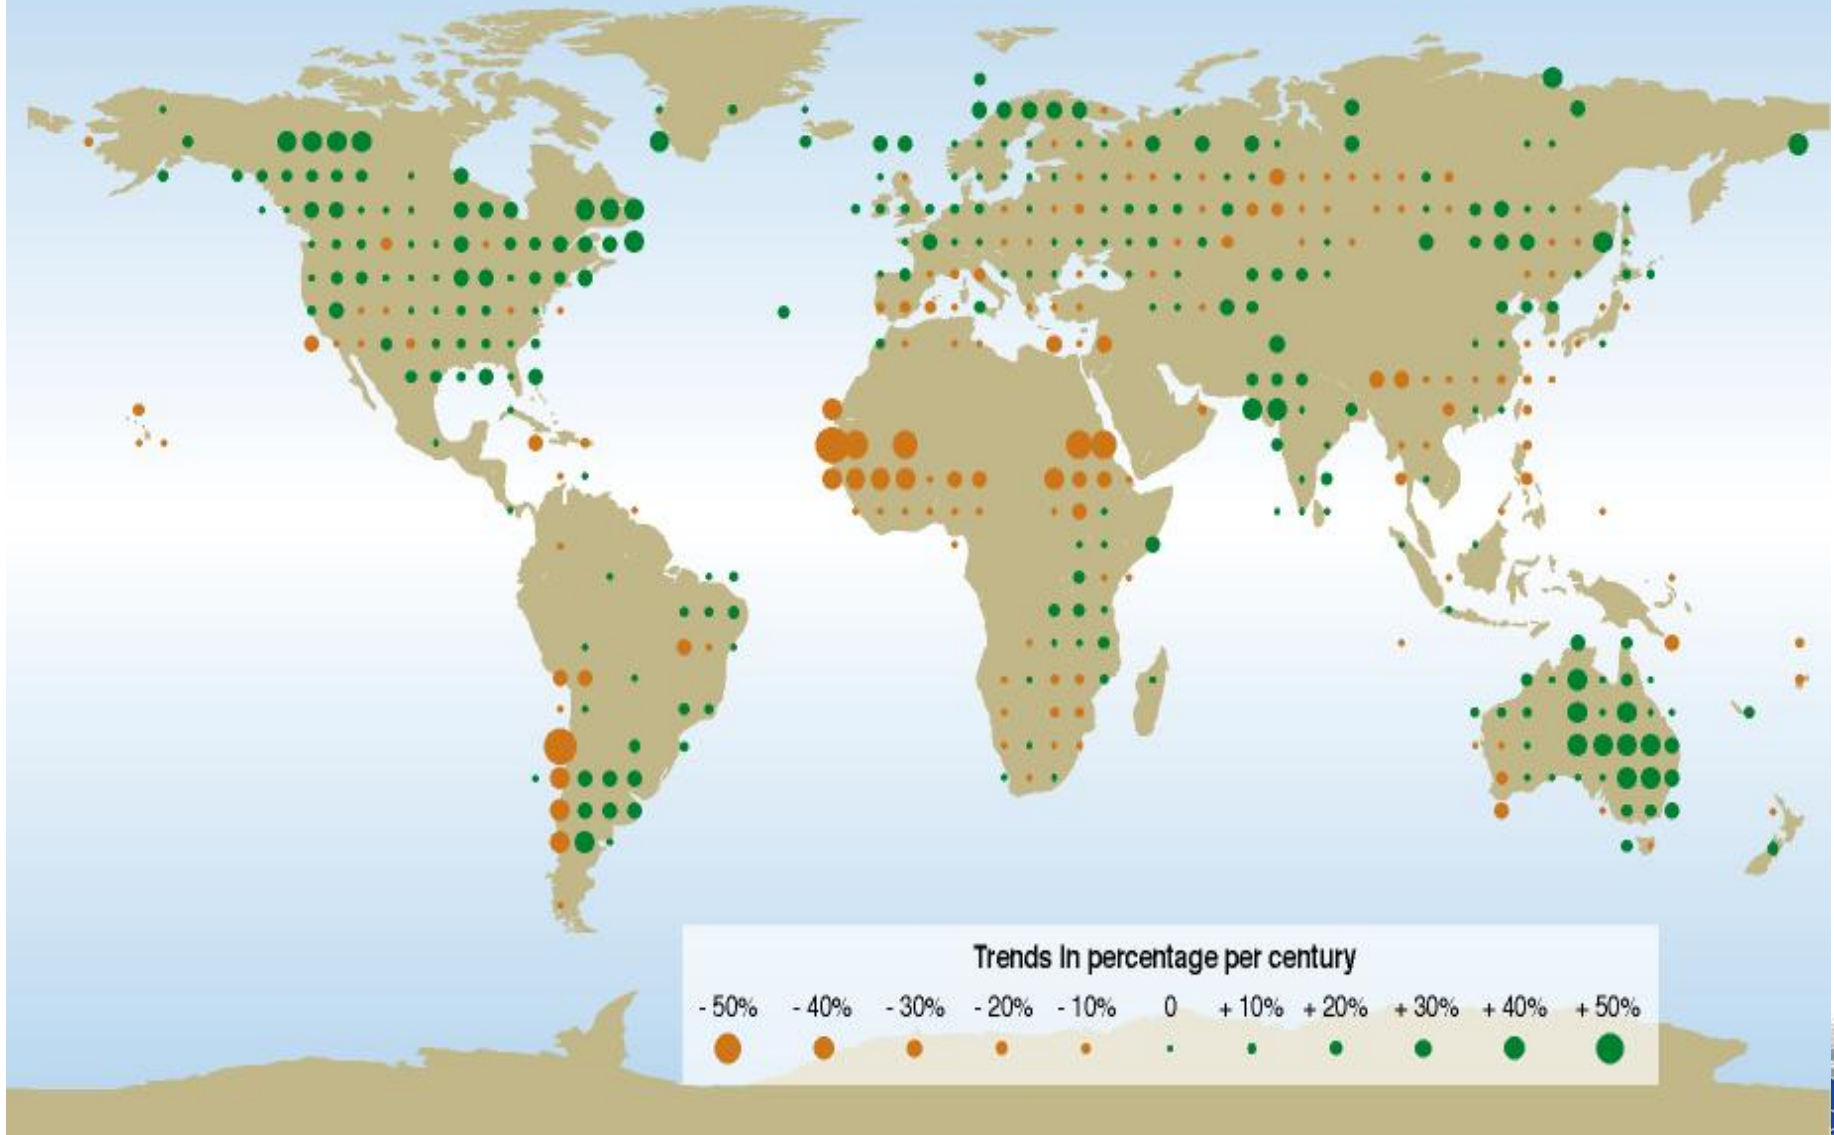 Trends in percentage per century
- 50% - 40% - 30% - 20% - 10% 0 + 10% + 20% + 30% + 40% + 50%